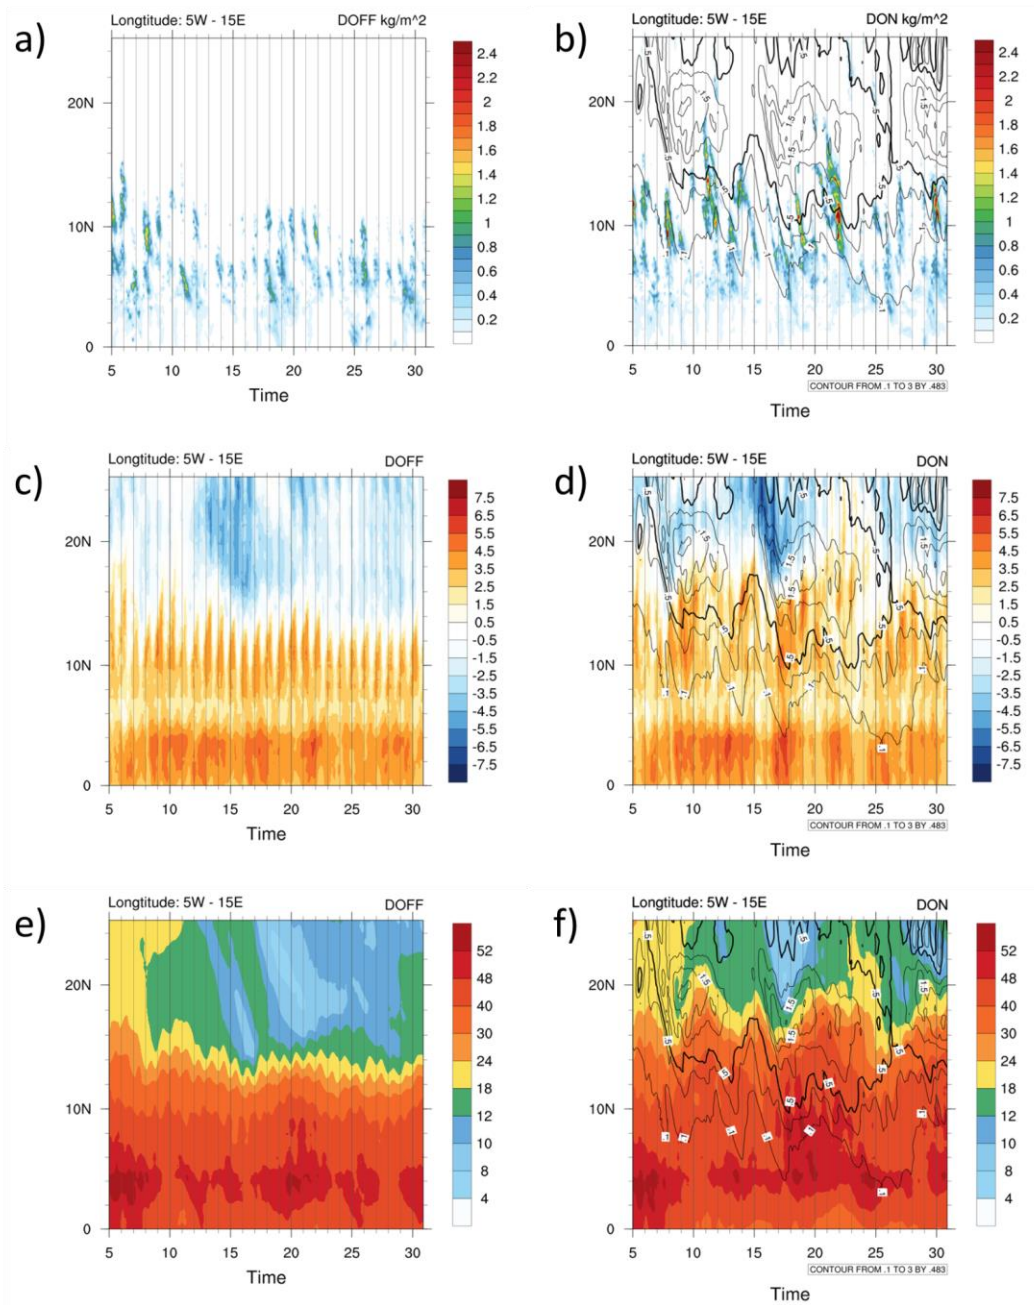 a)
Longtitude: 5W - 15E DOFF kg/m^2
20N
10N
0
5 10 15 20 25 30
Time
2.4
2.2
2
1.8
1.6
1.4
1.2
1
0.8
0.6
0.4
0.2
b)
Longtitude: 5W - 15E DON kg/m^2
20N
10N
0
5 10 15 20 25 30
CONTOUR FROM .1 TO 3 BY .483
Time
2.4
2.2
2
1.8
1.6
1.4
1.2
1
0.8
0.6
0.4
0.2
c)
Longtitude: 5W - 15E DOFF
20N
10N
0
5 10 15 20 25 30
Time
7.5
6.5
5.5
4.5
3.5
2.5
1.5
0.5
-0.5
-1.5
-2.5
-3.5
-4.5
-5.5
-6.5
-7.5
d)
Longtitude: 5W - 15E DON
20N
10N
0
5 10 15 20 25 30
CONTOUR FROM .1 TO 3 BY .483
Time
7.5
6.5
5.5
4.5
3.5
2.5
1.5
0.5
-0.5
-1.5
-2.5
-3.5
-4.5
-5.5
-6.5
-7.5
e)
Longtitude: 5W - 15E DOFF
20N
10N
0
5 10 15 20 25 30
Time
52
48
40
30
24
18
12
10
8
4
f)
Longtitude: 5W - 15E DON
20N
10N
0
5 10 15 20 25 30
CONTOUR FROM .1 TO 3 BY .483
Time
52
48
40
30
24
18
12
10
8
4